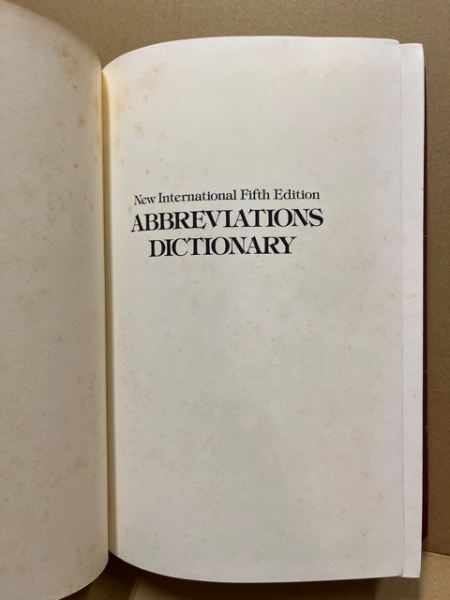 New International Fifth Edition
ABBREVIATIONS
DICTIONARY